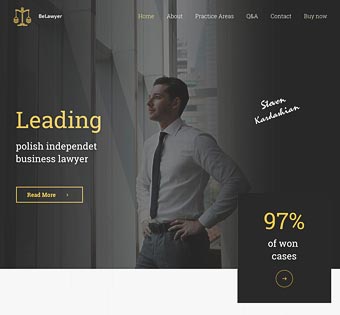 BeLawyer
Home About Practice Areas Q&A Contact Buy now
Steven
Kardashian
Leading
polish independet
business lawyer
Read More
97%
of won
cases